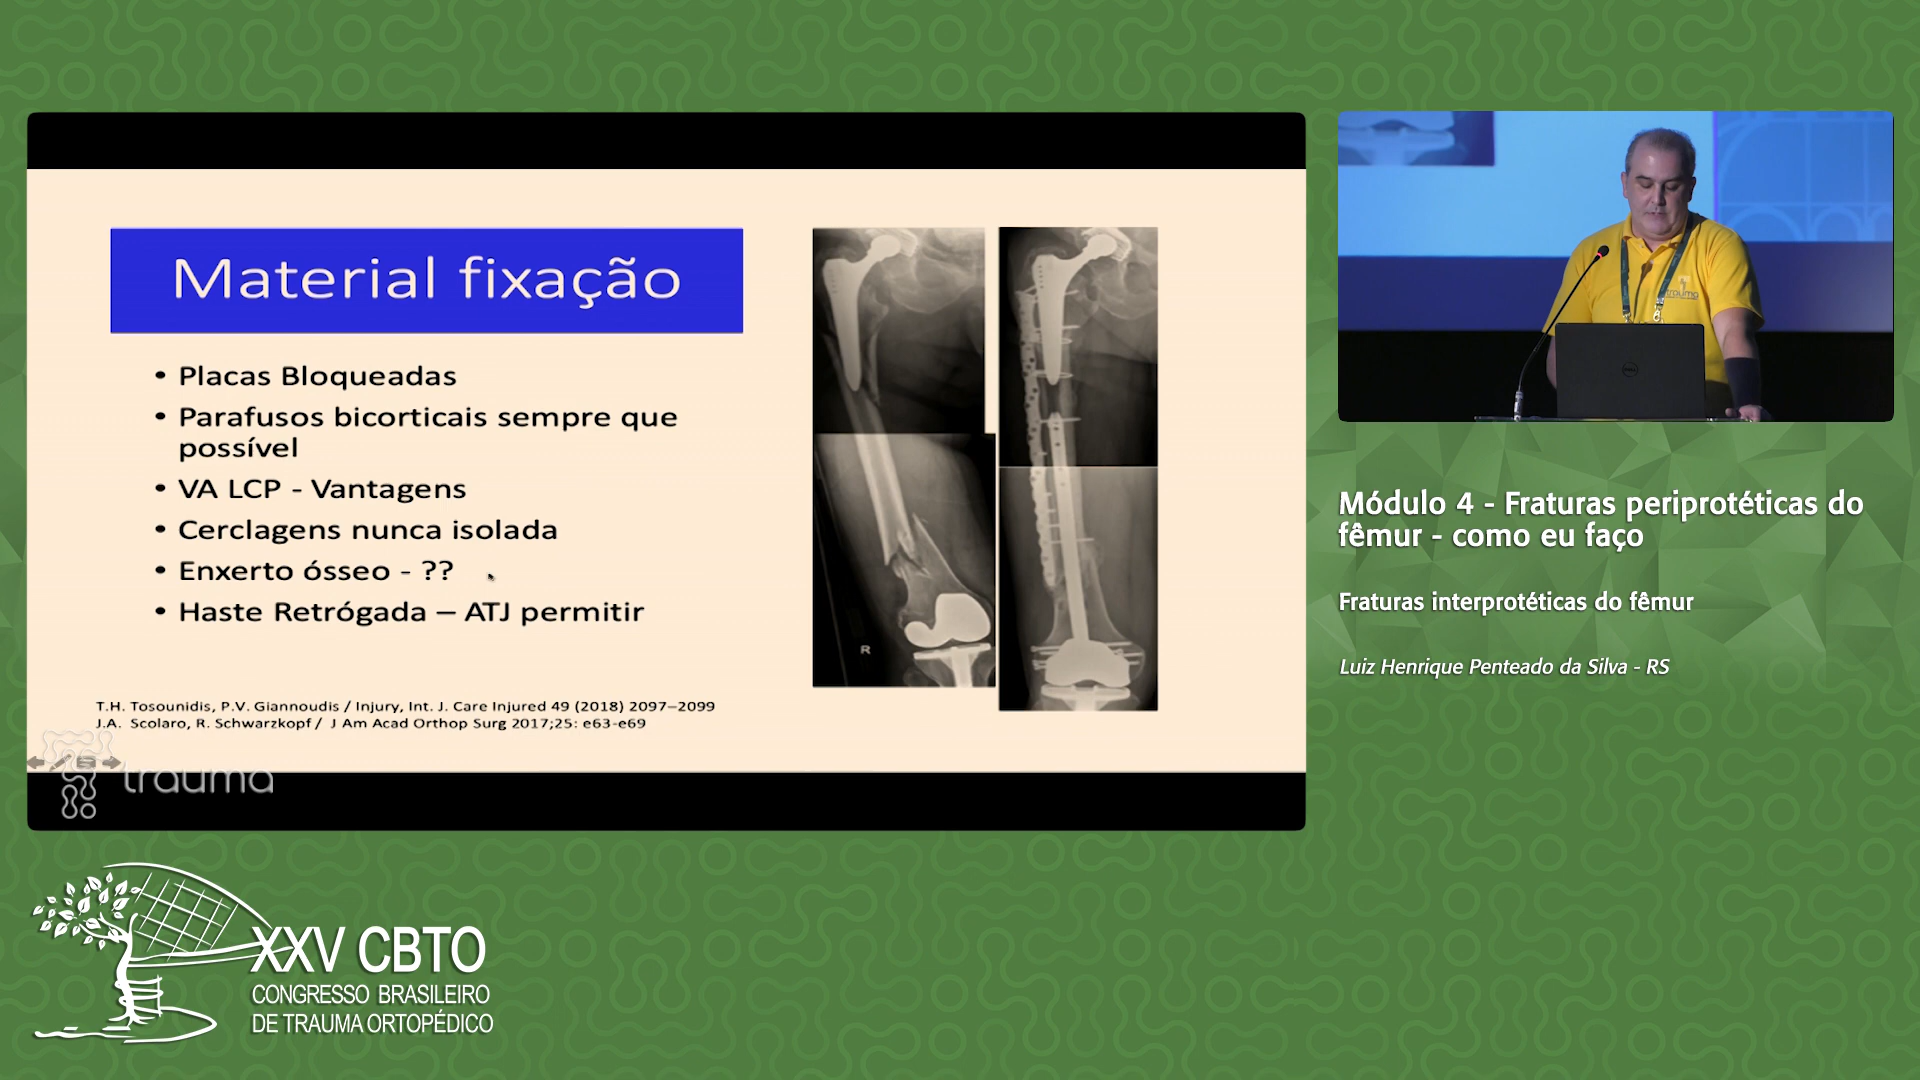 Material fixação
• Placas Bloqueadas
• Parafusos bicorticais sempre que
possível
• VA LCP - Vantagens
• Cerclagens nunca isolada
• Enxerto ósseo - ??
• Haste Retrógada – ATJ permitir
T.H. Tosounidis, P.V. Giannoudis / Injury, Int. J. Care Injured 49 (2018) 2097–2099
J.A. Scolaro, R. Schwarzkopf / J Am Acad Orthop Surg 2017;25: e63-e69
R
trauma
DELL
trauma
Módulo 4 - Fraturas periprotéticas do
fêmur - como eu faço
Fraturas interprotéticas do fêmur
Luiz Henrique Penteado da Silva - RS
XXV CBTO
CONGRESSO BRASILEIRO
DE TRAUMA ORTOPÉDICO